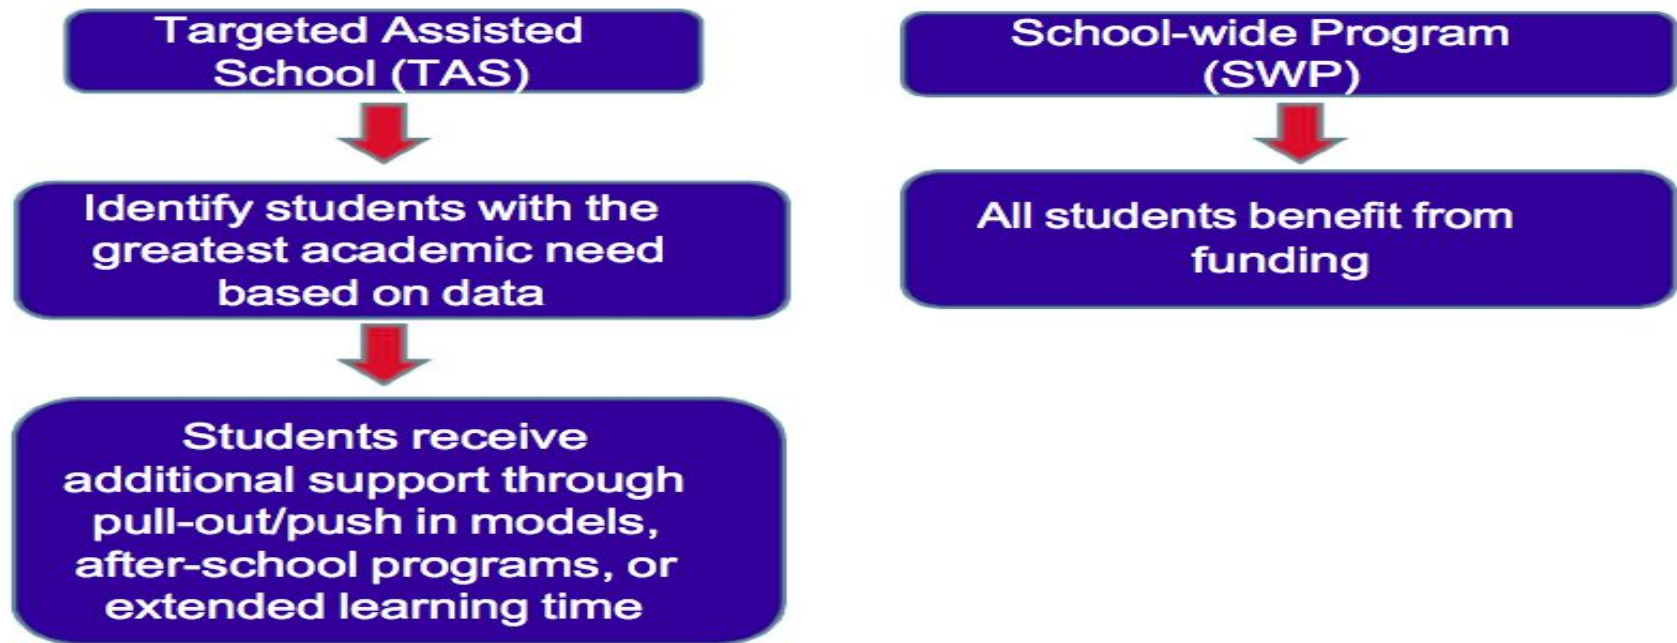 Targeted Assisted
School (TAS)
Identify students with the
greatest academic need
based on data
Students receive
additional support through
pull-out/push in models,
after-school programs, or
extended learning time
School-wide Program
(SWP)
All students benefit from
funding